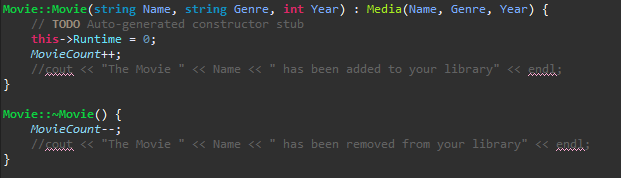 Movie::Movie(string Name, string Genre, int Year) : Media(Name, Genre, Year) {
// TODO Auto-generated constructor stub
this->Runtime = 0;
MovieCount++;
//cout << "The Movie " << Name << " has been added to your library" << endl;
}
Movie::~Movie() {
MovieCount--;
//cout << "The Movie " << Name << " has been removed from your library" << endl;
}